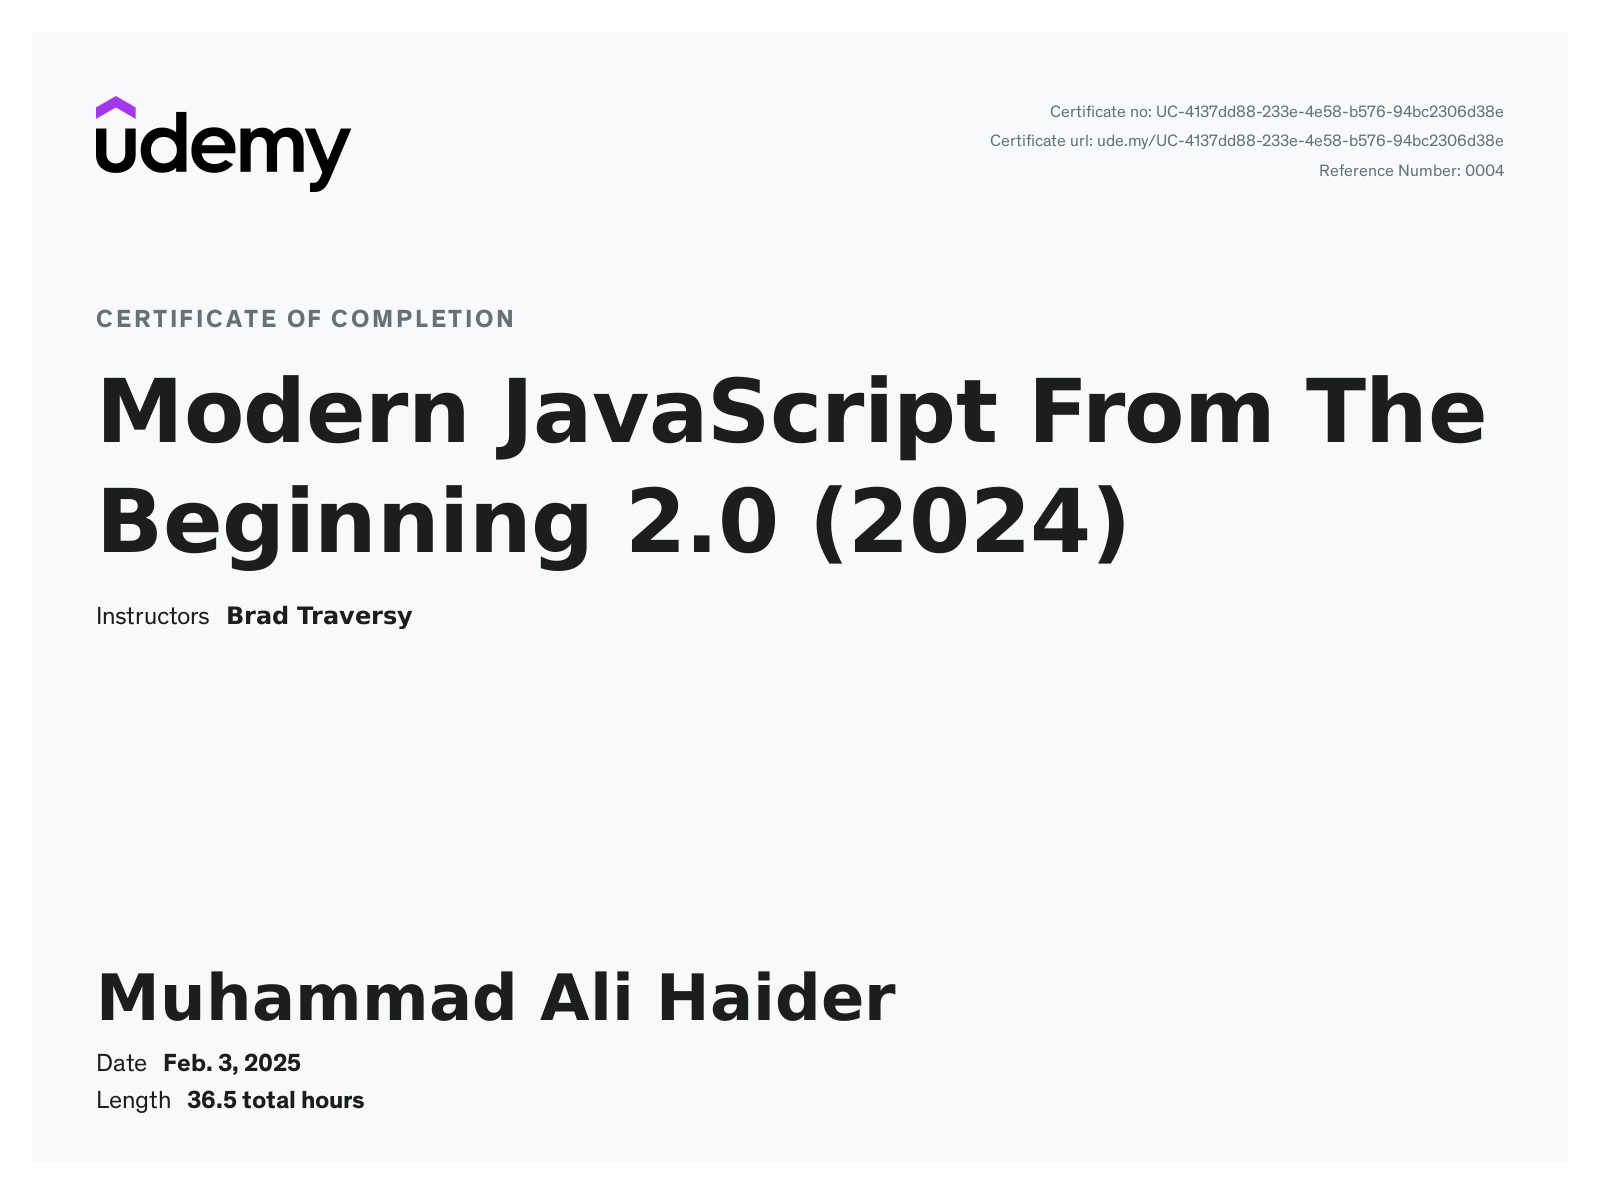 udemy
Certificate no: UC-4137dd88-233e-4e58-b576-94bc2306d38e
Certificate url: ude.my/UC-4137dd88-233e-4e58-b576-94bc2306d38e
Reference Number: 0004
CERTIFICATE OF COMPLETION
Modern JavaScript From The
Beginning 2.0 (2024)
Instructors Brad Traversy
Muhammad Ali Haider
Date Feb. 3, 2025
Length 36.5 total hours